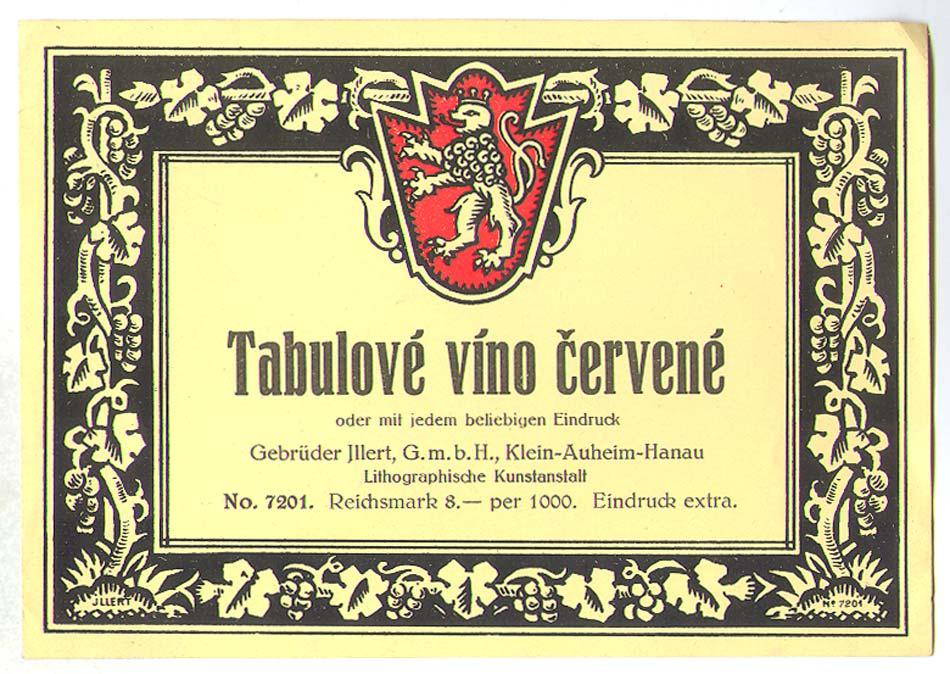 Tabulové víno červené
oder mit jedem beliebigen Eindruck
Gebrüder Jllert, G.m.b.H., Klein-Auheim-Hanau
Lithographische Kunstanstalt
No. 7201. Reichsmark 8.— per 1000. Eindruck extra.
JLLERT
Nº 7201